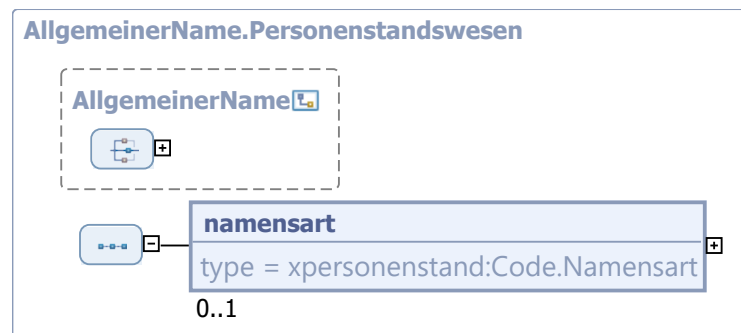 AllgemeinerName.Personenstandswesen
AllgemeinerName
namensart
type = xpersonenstand:Code.Namensart
0..1